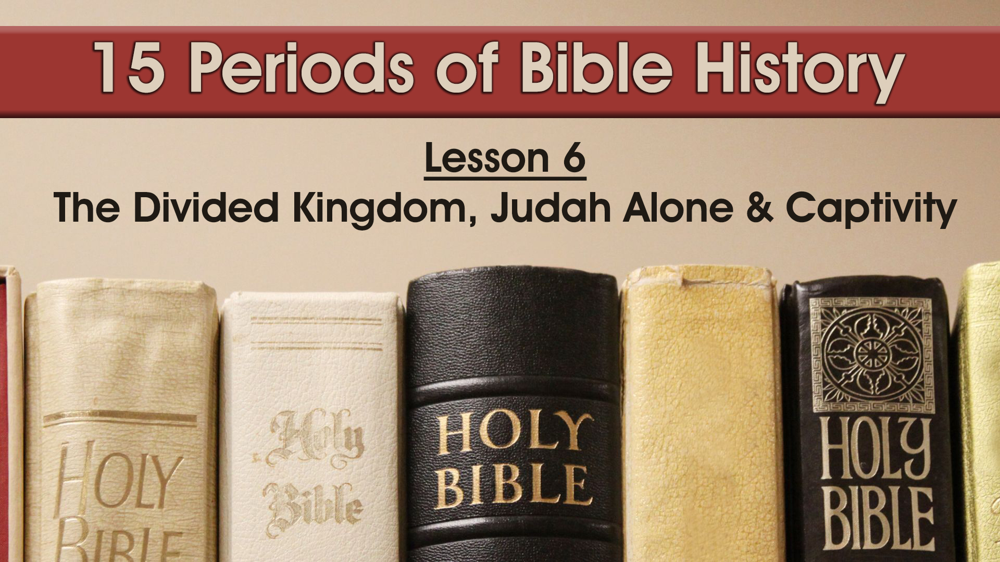 15 Periods of Bible History
Lesson 6
The Divided Kingdom, Judah Alone & Captivity
HOLY
BIBLE
Holy
Bible
HOLY
BIBLE
HOLY
BIBLE